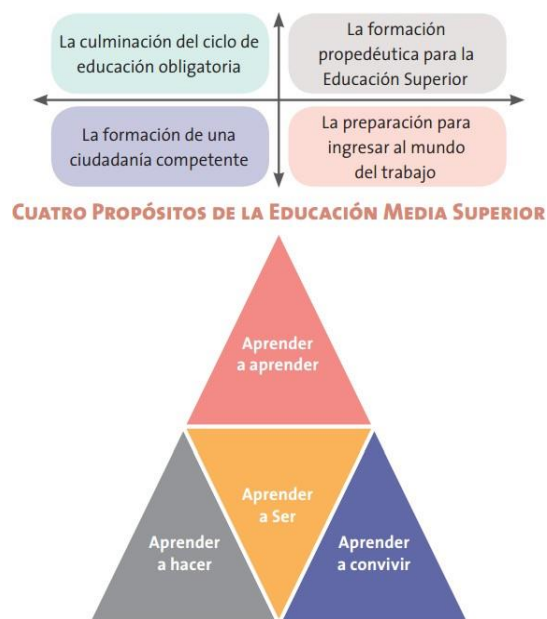 La culminación del ciclo de
educación obligatoria
La formación
propedéutica para la
Educación Superior
La formación de una
ciudadanía competente
La preparación para
ingresar al mundo
del trabajo
CUATRO PROPÓSITOS DE LA EDUCACIÓN MEDIA SUPERIOR
Aprender
a aprender
Aprender
a Ser
Aprender
a hacer
Aprender
a convivir